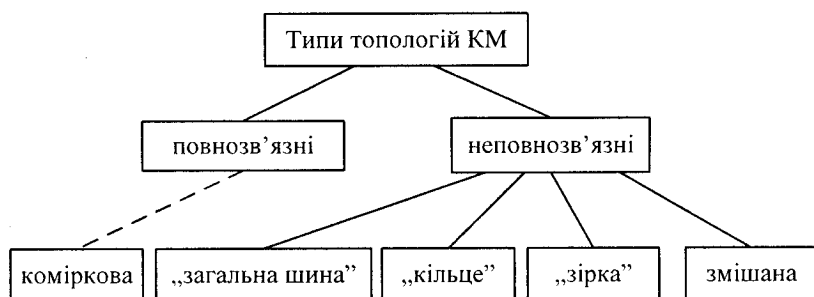 Типи топологій КМ
повнозв’язні
неповнозв’язні
коміркова
„загальна шина”
„кільце”
„зірка”
змішана